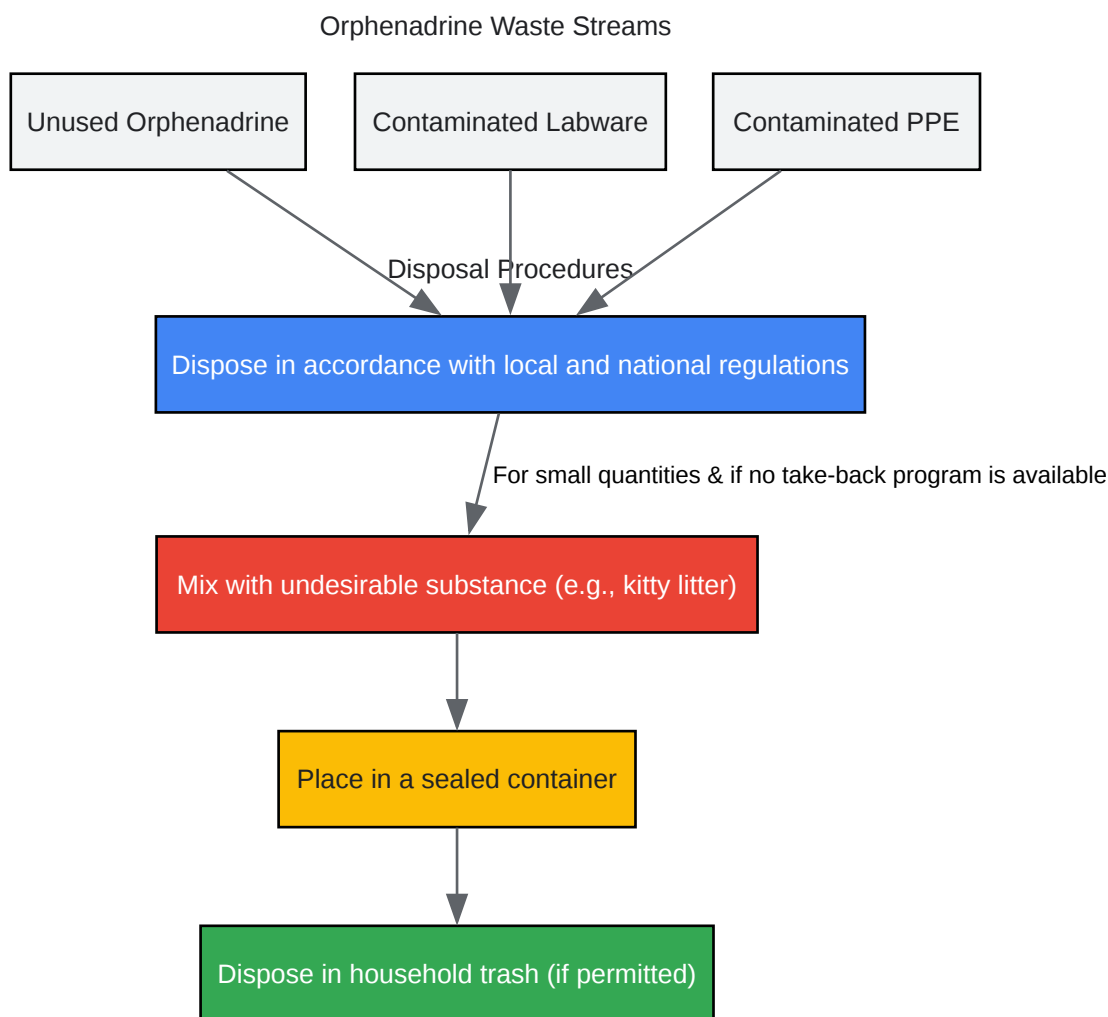 Orphenadrine Waste Streams
Unused Orphenadrine
Contaminated Labware
Contaminated PPE
Disposal Procedures
Dispose in accordance with local and national regulations
For small quantities & if no take-back program is available
Mix with undesirable substance (e.g., kitty litter)
Place in a sealed container
Dispose in household trash (if permitted)